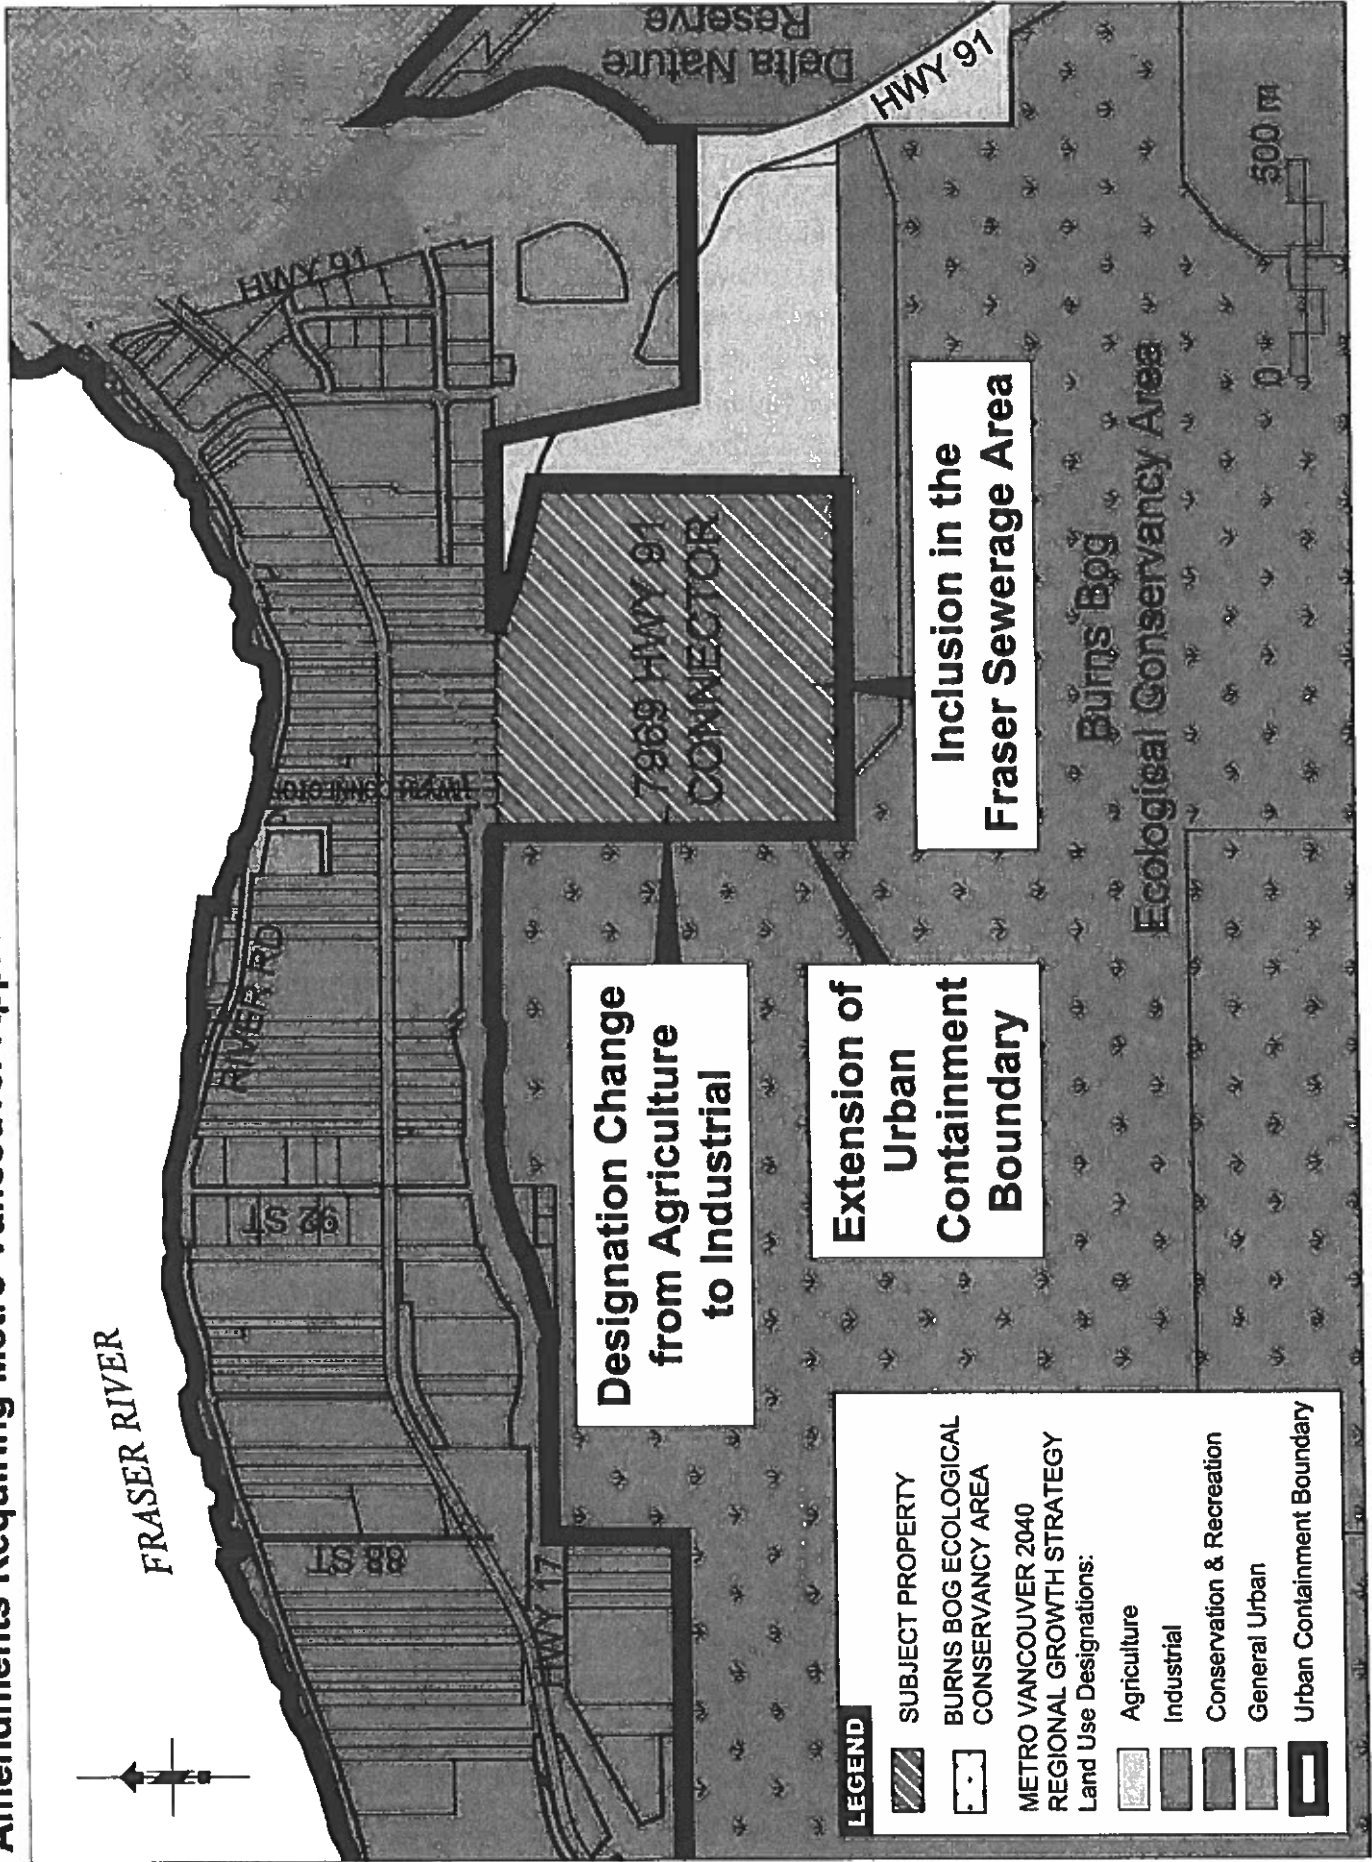 Amendments Requiring Metro Vancouver
FRASER RIVER
RIVER RD
HWY 91
HWY 91 CONNECTOR
92 ST
88 ST
HWY 17
Delta Nature
Reserve
HWY 91
7969 HWY 91
CONNECTOR
Designation Change
from Agriculture
to Industrial
Extension of
Urban
Containment
Boundary
Inclusion in the
Fraser Sewerage Area
Burns Bog
Ecological Conservancy Area
0 500 m
LEGEND
SUBJECT PROPERTY
BURNS BOG ECOLOGICAL
CONSERVANCY AREA
METRO VANCOUVER 2040
REGIONAL GROWTH STRATEGY
Land Use Designations:
Agriculture
Industrial
Conservation & Recreation
General Urban
Urban Containment Boundary